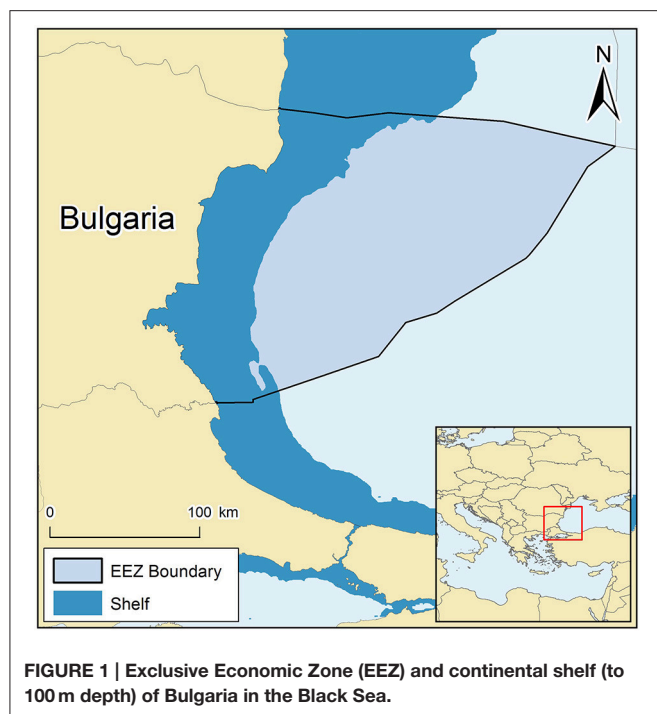 N
Bulgaria
0 100 km
EEZ Boundary
Shelf
FIGURE 1 | Exclusive Economic Zone (EEZ) and continental shelf (to
100 m depth) of Bulgaria in the Black Sea.